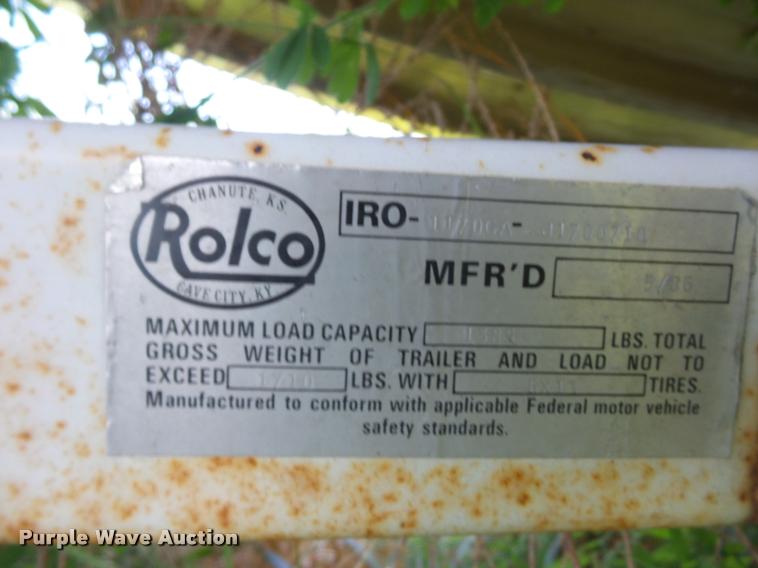 CHANUTE, KS.
Rolco
CAVE CITY, KY.
IRO-
MFR'D
MAXIMUM LOAD CAPACITY LBS. TOTAL
GROSS WEIGHT OF TRAILER AND LOAD NOT TO
EXCEED LBS. WITH TIRES.
Manufactured to conform with applicable Federal motor vehicle
safety standards.
Purple Wave Auction